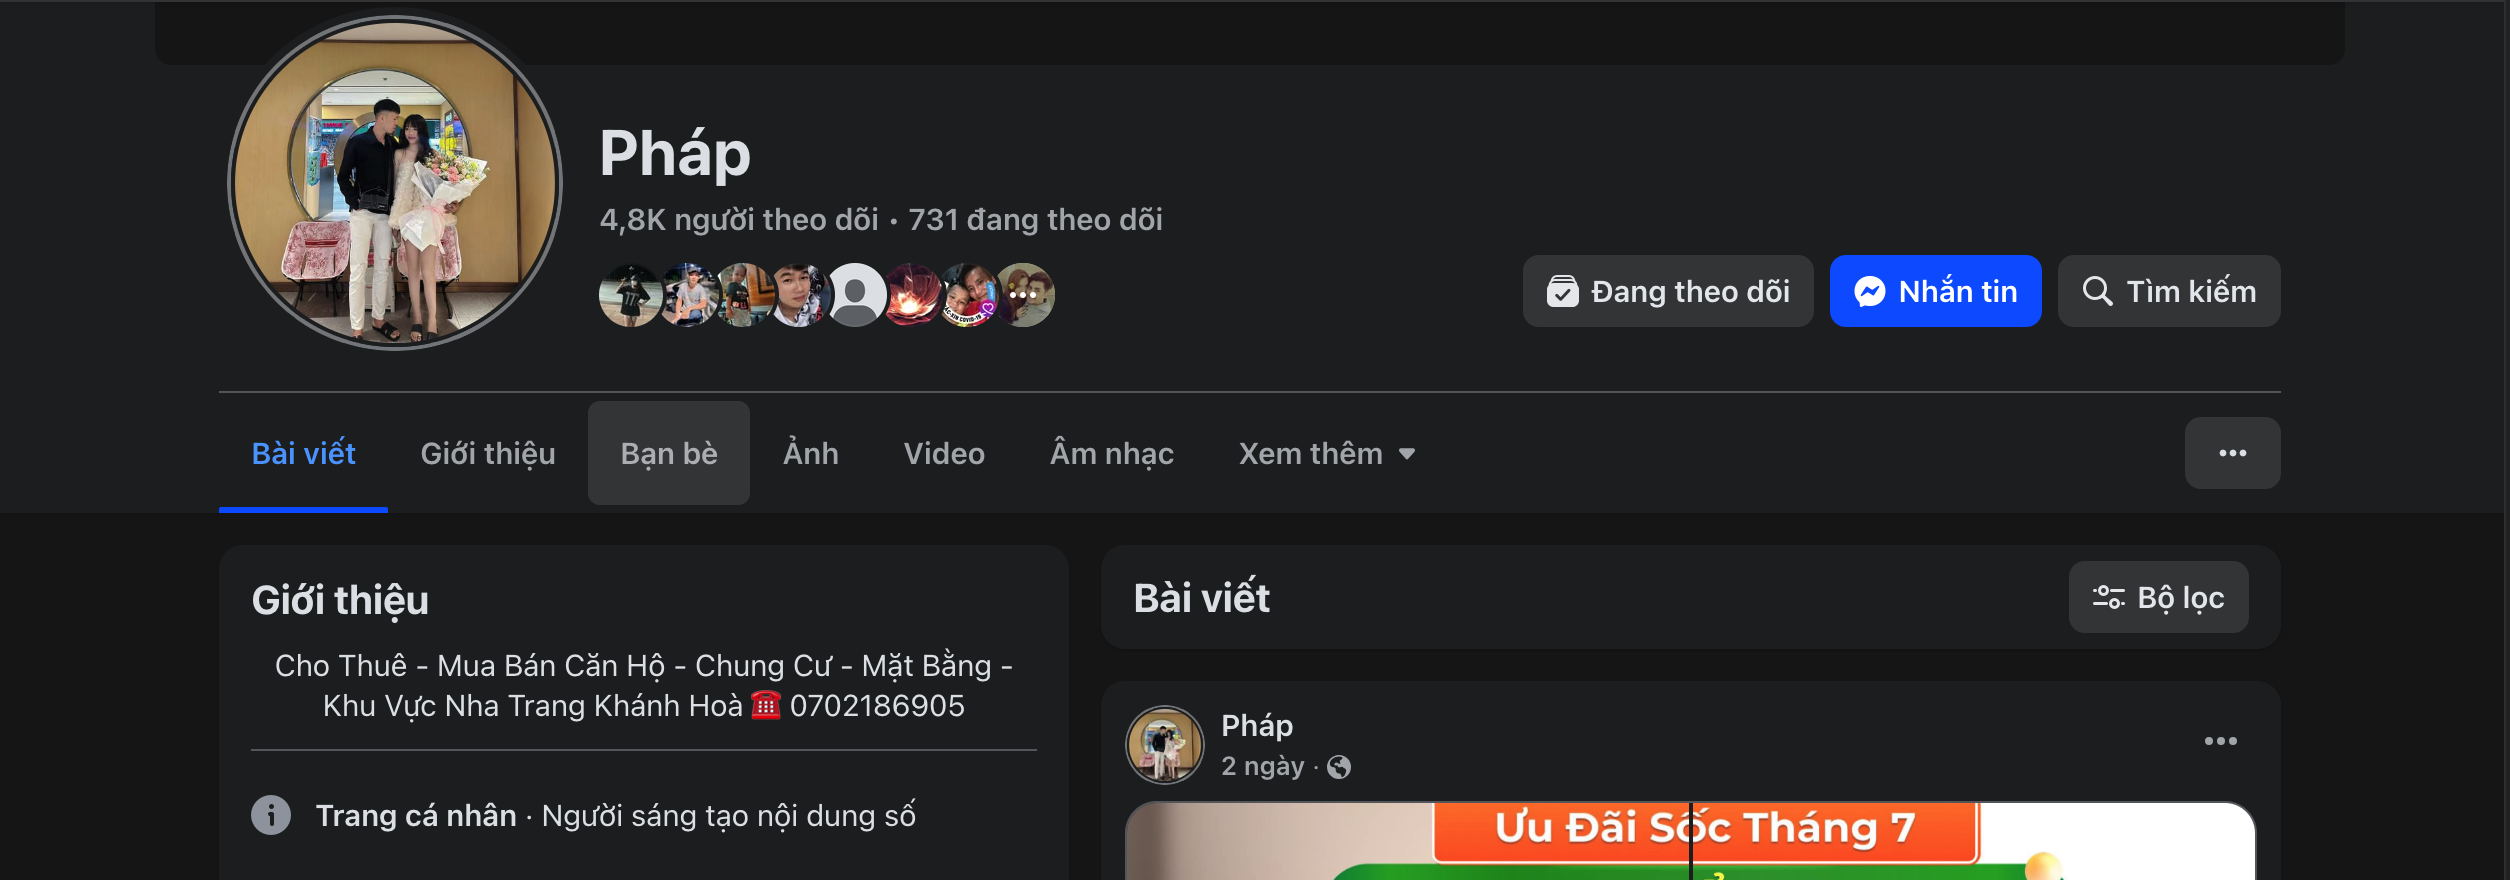 Pháp
4,8K người theo dõi • 731 đang theo dõi
Đang theo dõi
Nhắn tin
Tìm kiếm
Bài viết
Giới thiệu
Bạn bè
Ảnh
Video
Âm nhạc
Xem thêm
Giới thiệu
Cho Thuê - Mua Bán Căn Hộ - Chung Cư - Mặt Bằng -
Khu Vực Nha Trang Khánh Hoà ☎️ 0702186905
Trang cá nhân · Người sáng tạo nội dung số
Bài viết
Bộ lọc
Pháp
2 ngày ·
Ưu Đãi Sốc Tháng 7